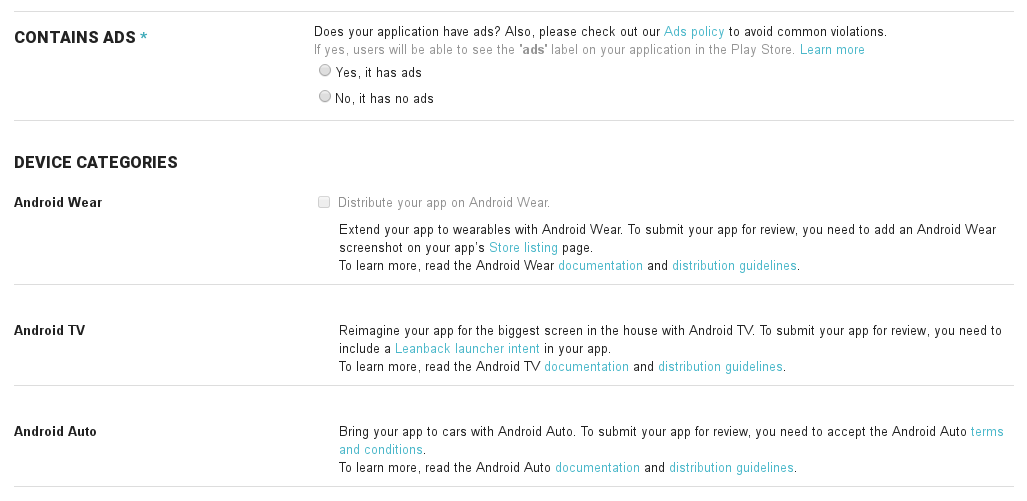 CONTAINS ADS *
Does your application have ads? Also, please check out our Ads policy to avoid common violations.
If yes, users will be able to see the 'ads' label on your application in the Play Store. Learn more
Yes, it has ads
No, it has no ads
DEVICE CATEGORIES
Android Wear
Distribute your app on Android Wear.
Extend your app to wearables with Android Wear. To submit your app for review, you need to add an Android Wear
screenshot on your app’s Store listing page.
To learn more, read the Android Wear documentation and distribution guidelines.
Android TV
Reimagine your app for the biggest screen in the house with Android TV. To submit your app for review, you need to
include a Leanback launcher intent in your app.
To learn more, read the Android TV documentation and distribution guidelines.
Android Auto
Bring your app to cars with Android Auto. To submit your app for review, you need to accept the Android Auto terms
and conditions.
To learn more, read the Android Auto documentation and distribution guidelines.